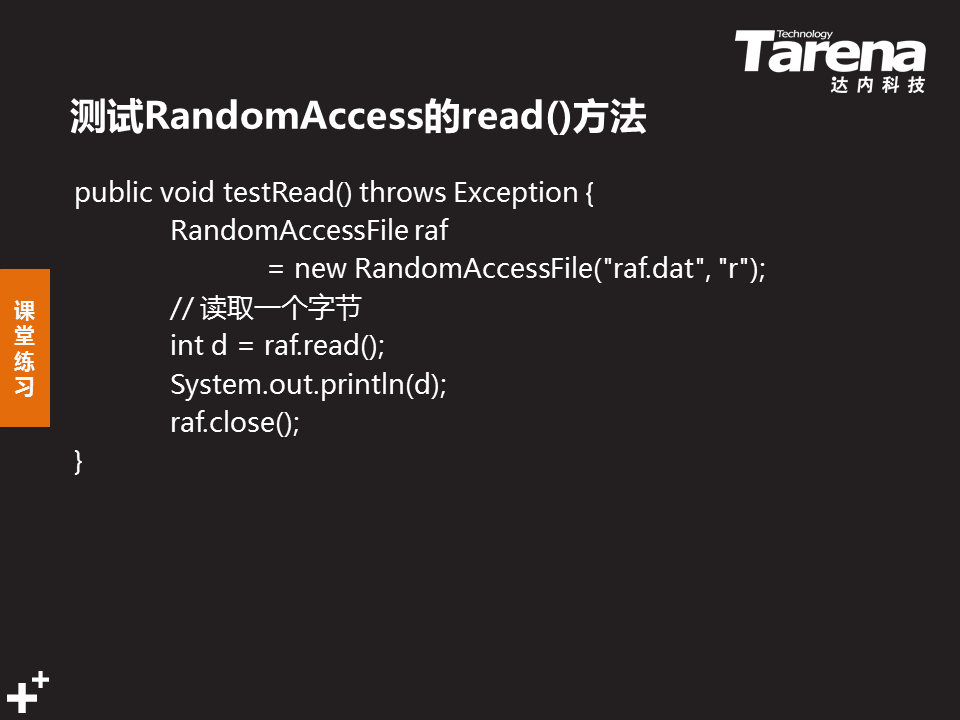 Technology
Tarena
达内科技
测试RandomAccess的read()方法
public void testRead() throws Exception {
RandomAccessFile raf
= new RandomAccessFile("raf.dat", "r");
// 读取一个字节
int d = raf.read();
System.out.println(d);
raf.close();
}
课
堂
练
习